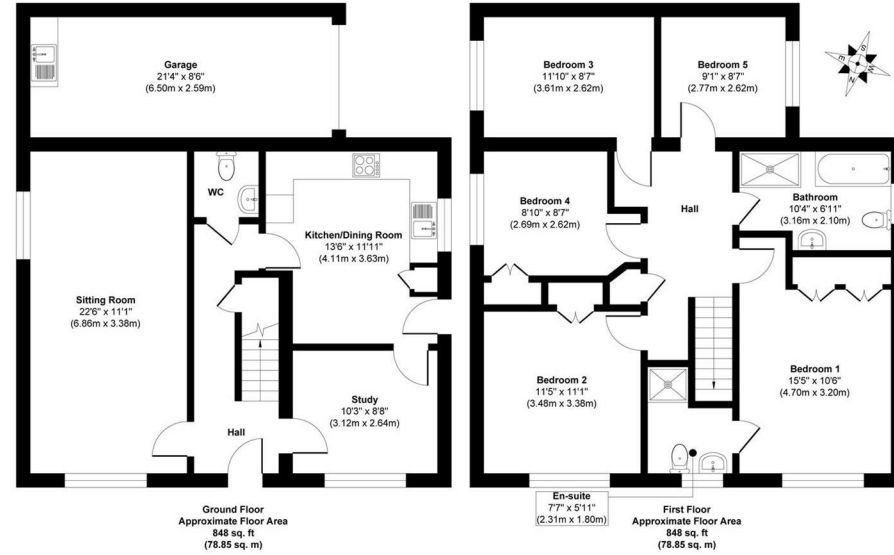 Garage
21'4" x 8'6"
(6.50m x 2.59m)
WC
Kitchen/Dining Room
13'6" x 11'11"
(4.11m x 3.63m)
Sitting Room
22'6" x 11'1"
(6.86m x 3.38m)
Study
10'3" x 8'8"
(3.12m x 2.64m)
Hall
Ground Floor
Approximate Floor Area
848 sq. ft
(78.85 sq. m)
Bedroom 3
11'10" x 8'7"
(3.61m x 2.62m)
Bedroom 5
9'1" x 8'7"
(2.77m x 2.62m)
S
E
W
N
Bedroom 4
8'10" x 8'7"
(2.69m x 2.62m)
Hall
Bathroom
10'4" x 6'11"
(3.16m x 2.10m)
Bedroom 2
11'5" x 11'1"
(3.48m x 3.38m)
Bedroom 1
15'5" x 10'6"
(4.70m x 3.20m)
En-suite
7'7" x 5'11"
(2.31m x 1.80m)
First Floor
Approximate Floor Area
848 sq. ft
(78.85 sq. m)